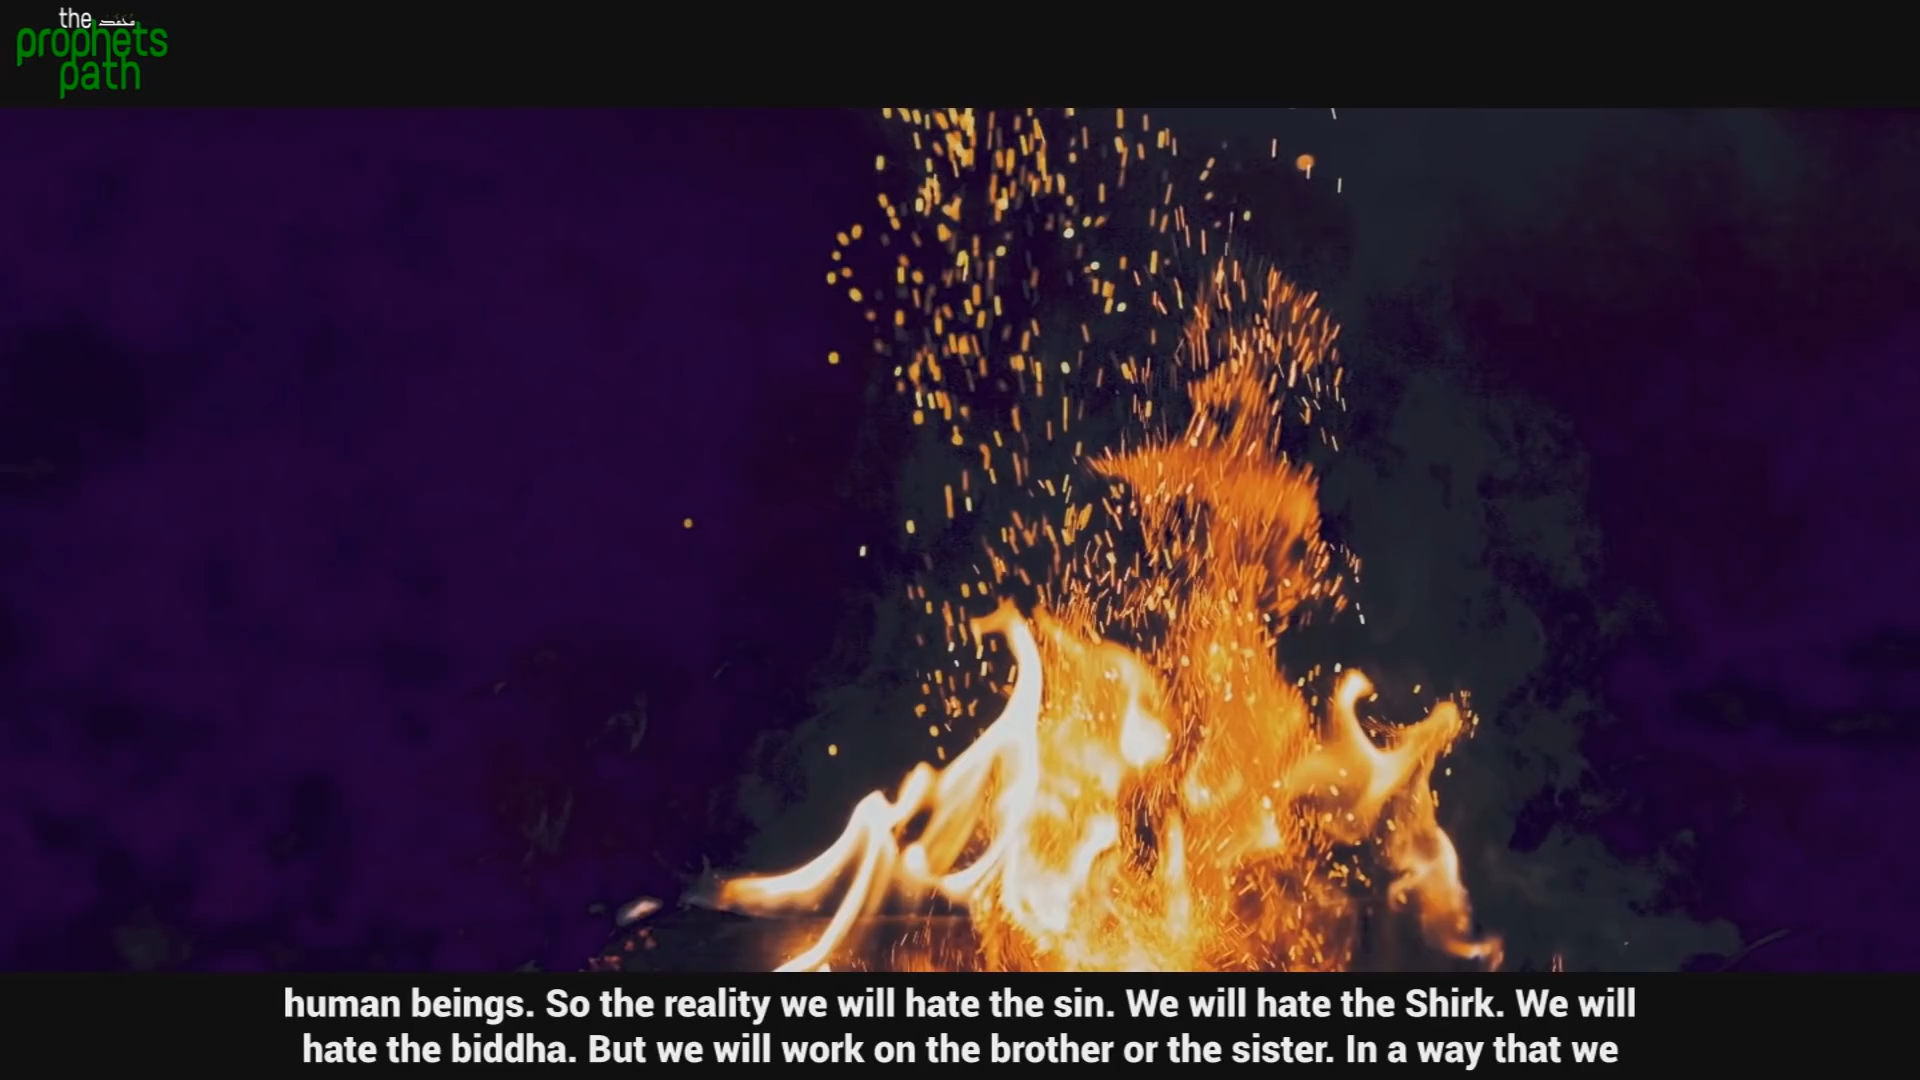 the
prophets
path
human beings. So the reality we will hate the sin. We will hate the Shirk. We will
hate the biddha. But we will work on the brother or the sister. In a way that we